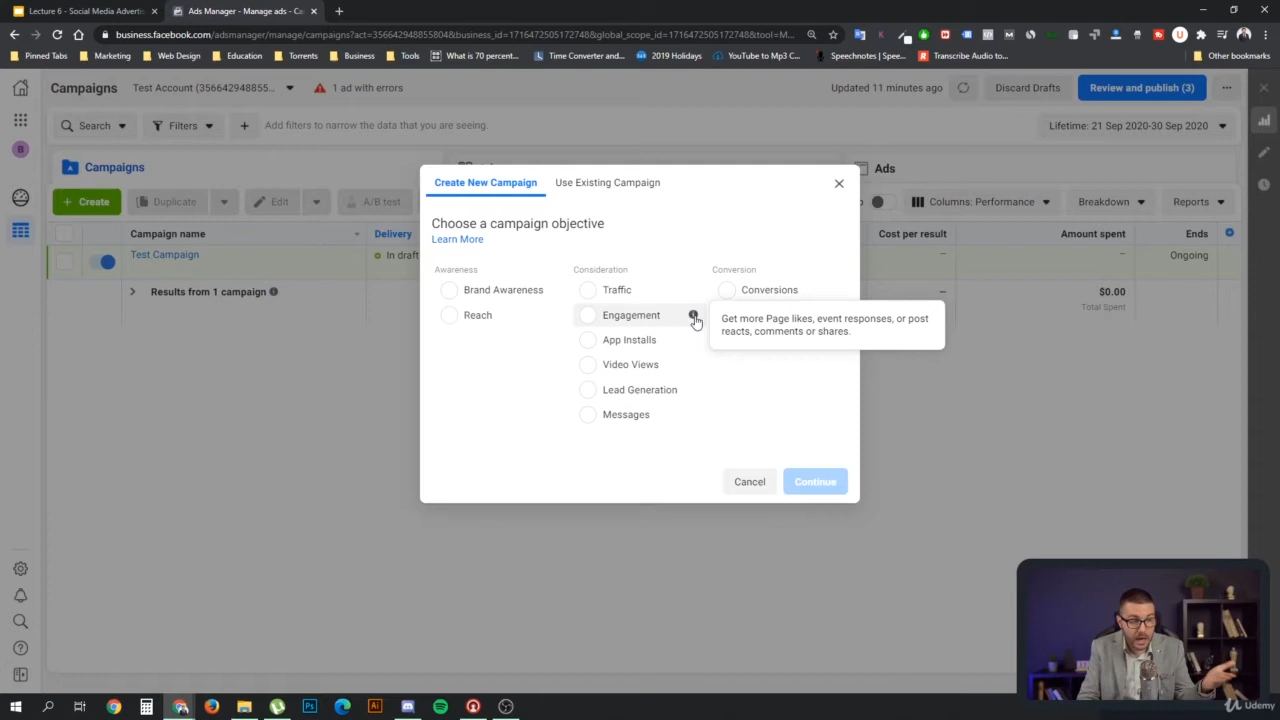 Lecture 6 - Social Media Adverti
Ads Manager - Manage ads - Ca
business.facebook.com/adsmanager/manage/campaigns?act=356642948855804&business_id=1716472505172748&global_scope_id=1716472505172748&tool=M...
Pinned Tabs
Marketing
Web Design
Education
Torrents
Business
Tools
What is 70 percent...
Time Converter and...
2019 Holidays
YouTube to Mp3 C...
Speechnotes | Spee...
Transcribe Audio to...
Other bookmarks
Campaigns
Test Account (35664294885...
1 ad with errors
Updated 11 minutes ago
Discard Drafts
Review and publish (3)
Search
Filters
Add filters to narrow the data that you are seeing.
Lifetime: 21 Sep 2020-30 Sep 2020
Campaigns
Ads
Create
Duplicate
Edit
A/B test
Columns: Performance
Breakdown
Reports
Campaign name
Delivery
Cost per result
Amount spent
Ends
Test Campaign
In draft
–
–
Ongoing
Results from 1 campaign
–
$0.00
Total Spent
Create New Campaign
Use Existing Campaign
Choose a campaign objective
Learn More
Awareness
Consideration
Conversion
Brand Awareness
Traffic
Conversions
Reach
Engagement
App Installs
Video Views
Lead Generation
Messages
Get more Page likes, event responses, or post
reacts, comments or shares.
Cancel
Continue
B
Udemy